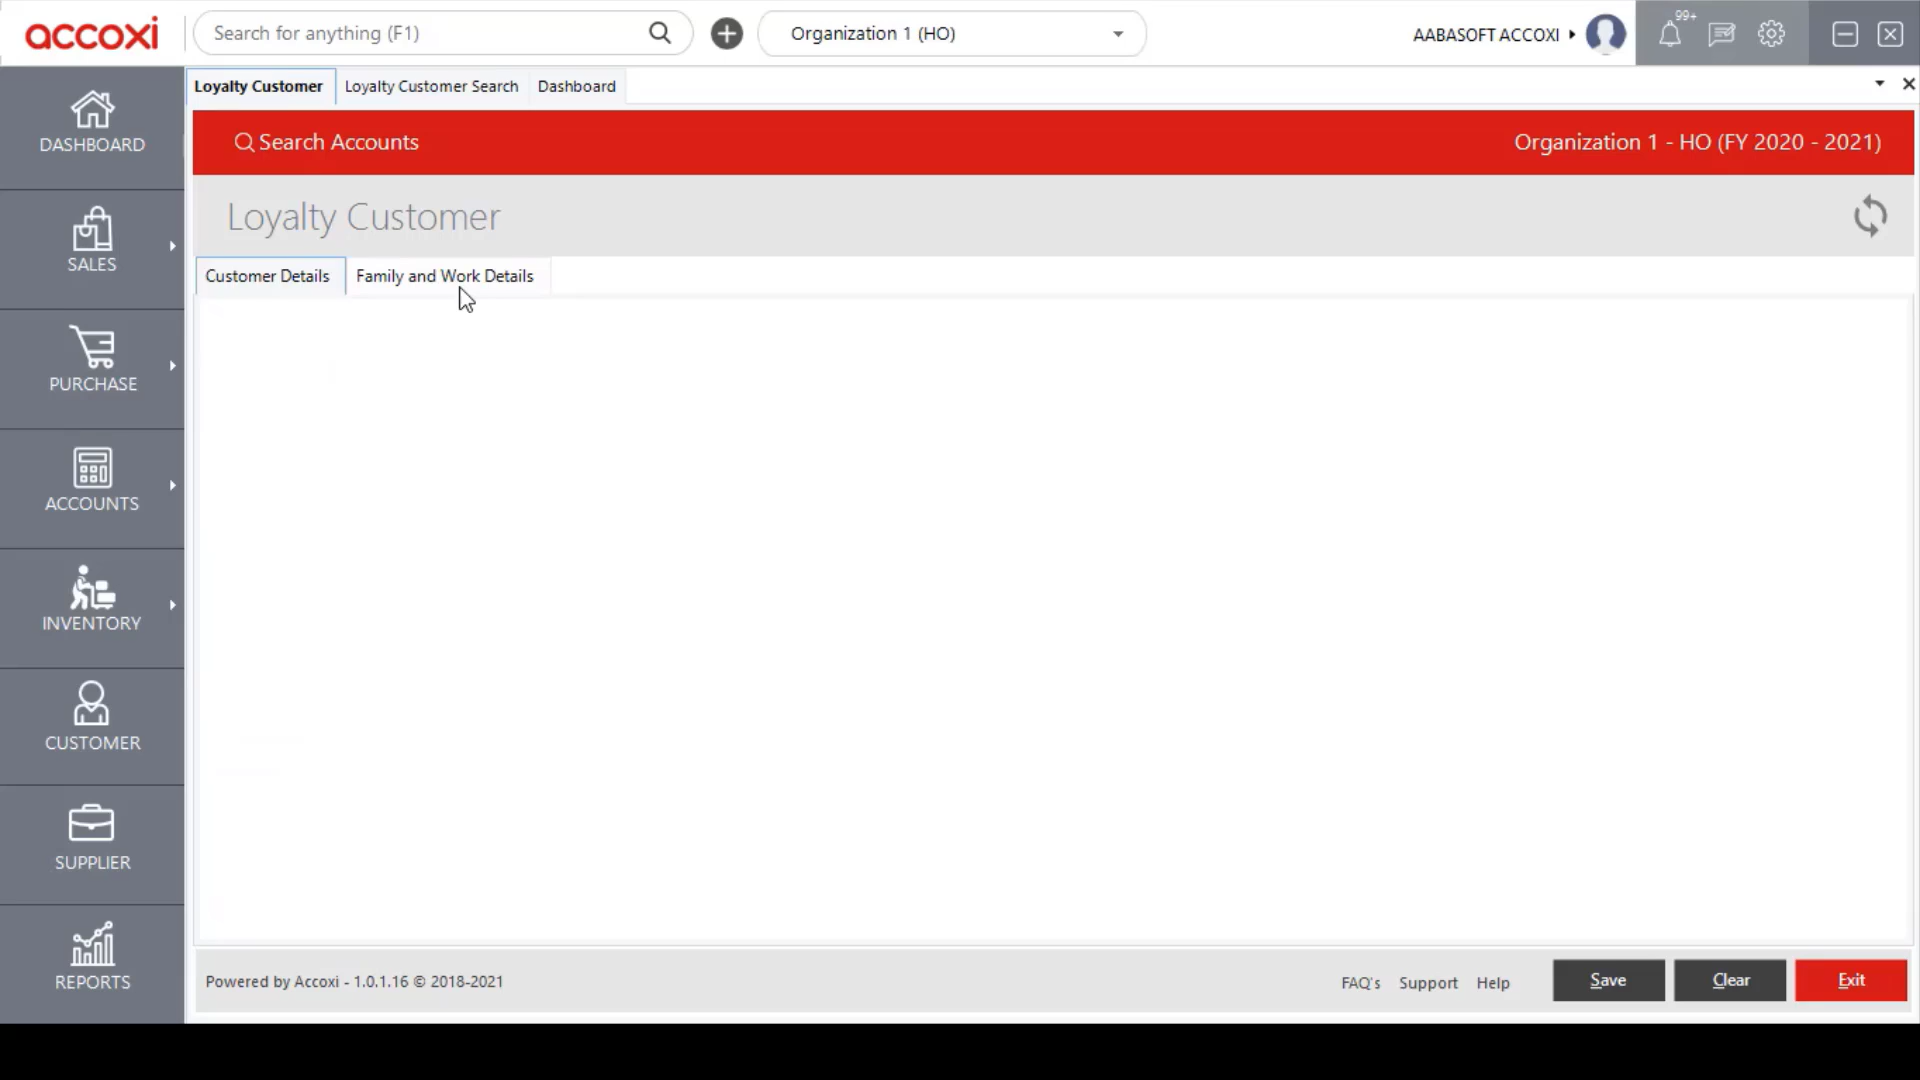 accoxi
Search for anything (F1)
Organization 1 (HO)
AABASOFT ACCOXI
99+
Loyalty Customer
Loyalty Customer Search
Dashboard
Search Accounts
Organization 1 - HO (FY 2020 - 2021)
Loyalty Customer
Customer Details
Family and Work Details
DASHBOARD
SALES
PURCHASE
ACCOUNTS
INVENTORY
CUSTOMER
SUPPLIER
REPORTS
Powered by Accoxi - 1.0.1.16 © 2018-2021
FAQ's
Support
Help
Save
Clear
Exit